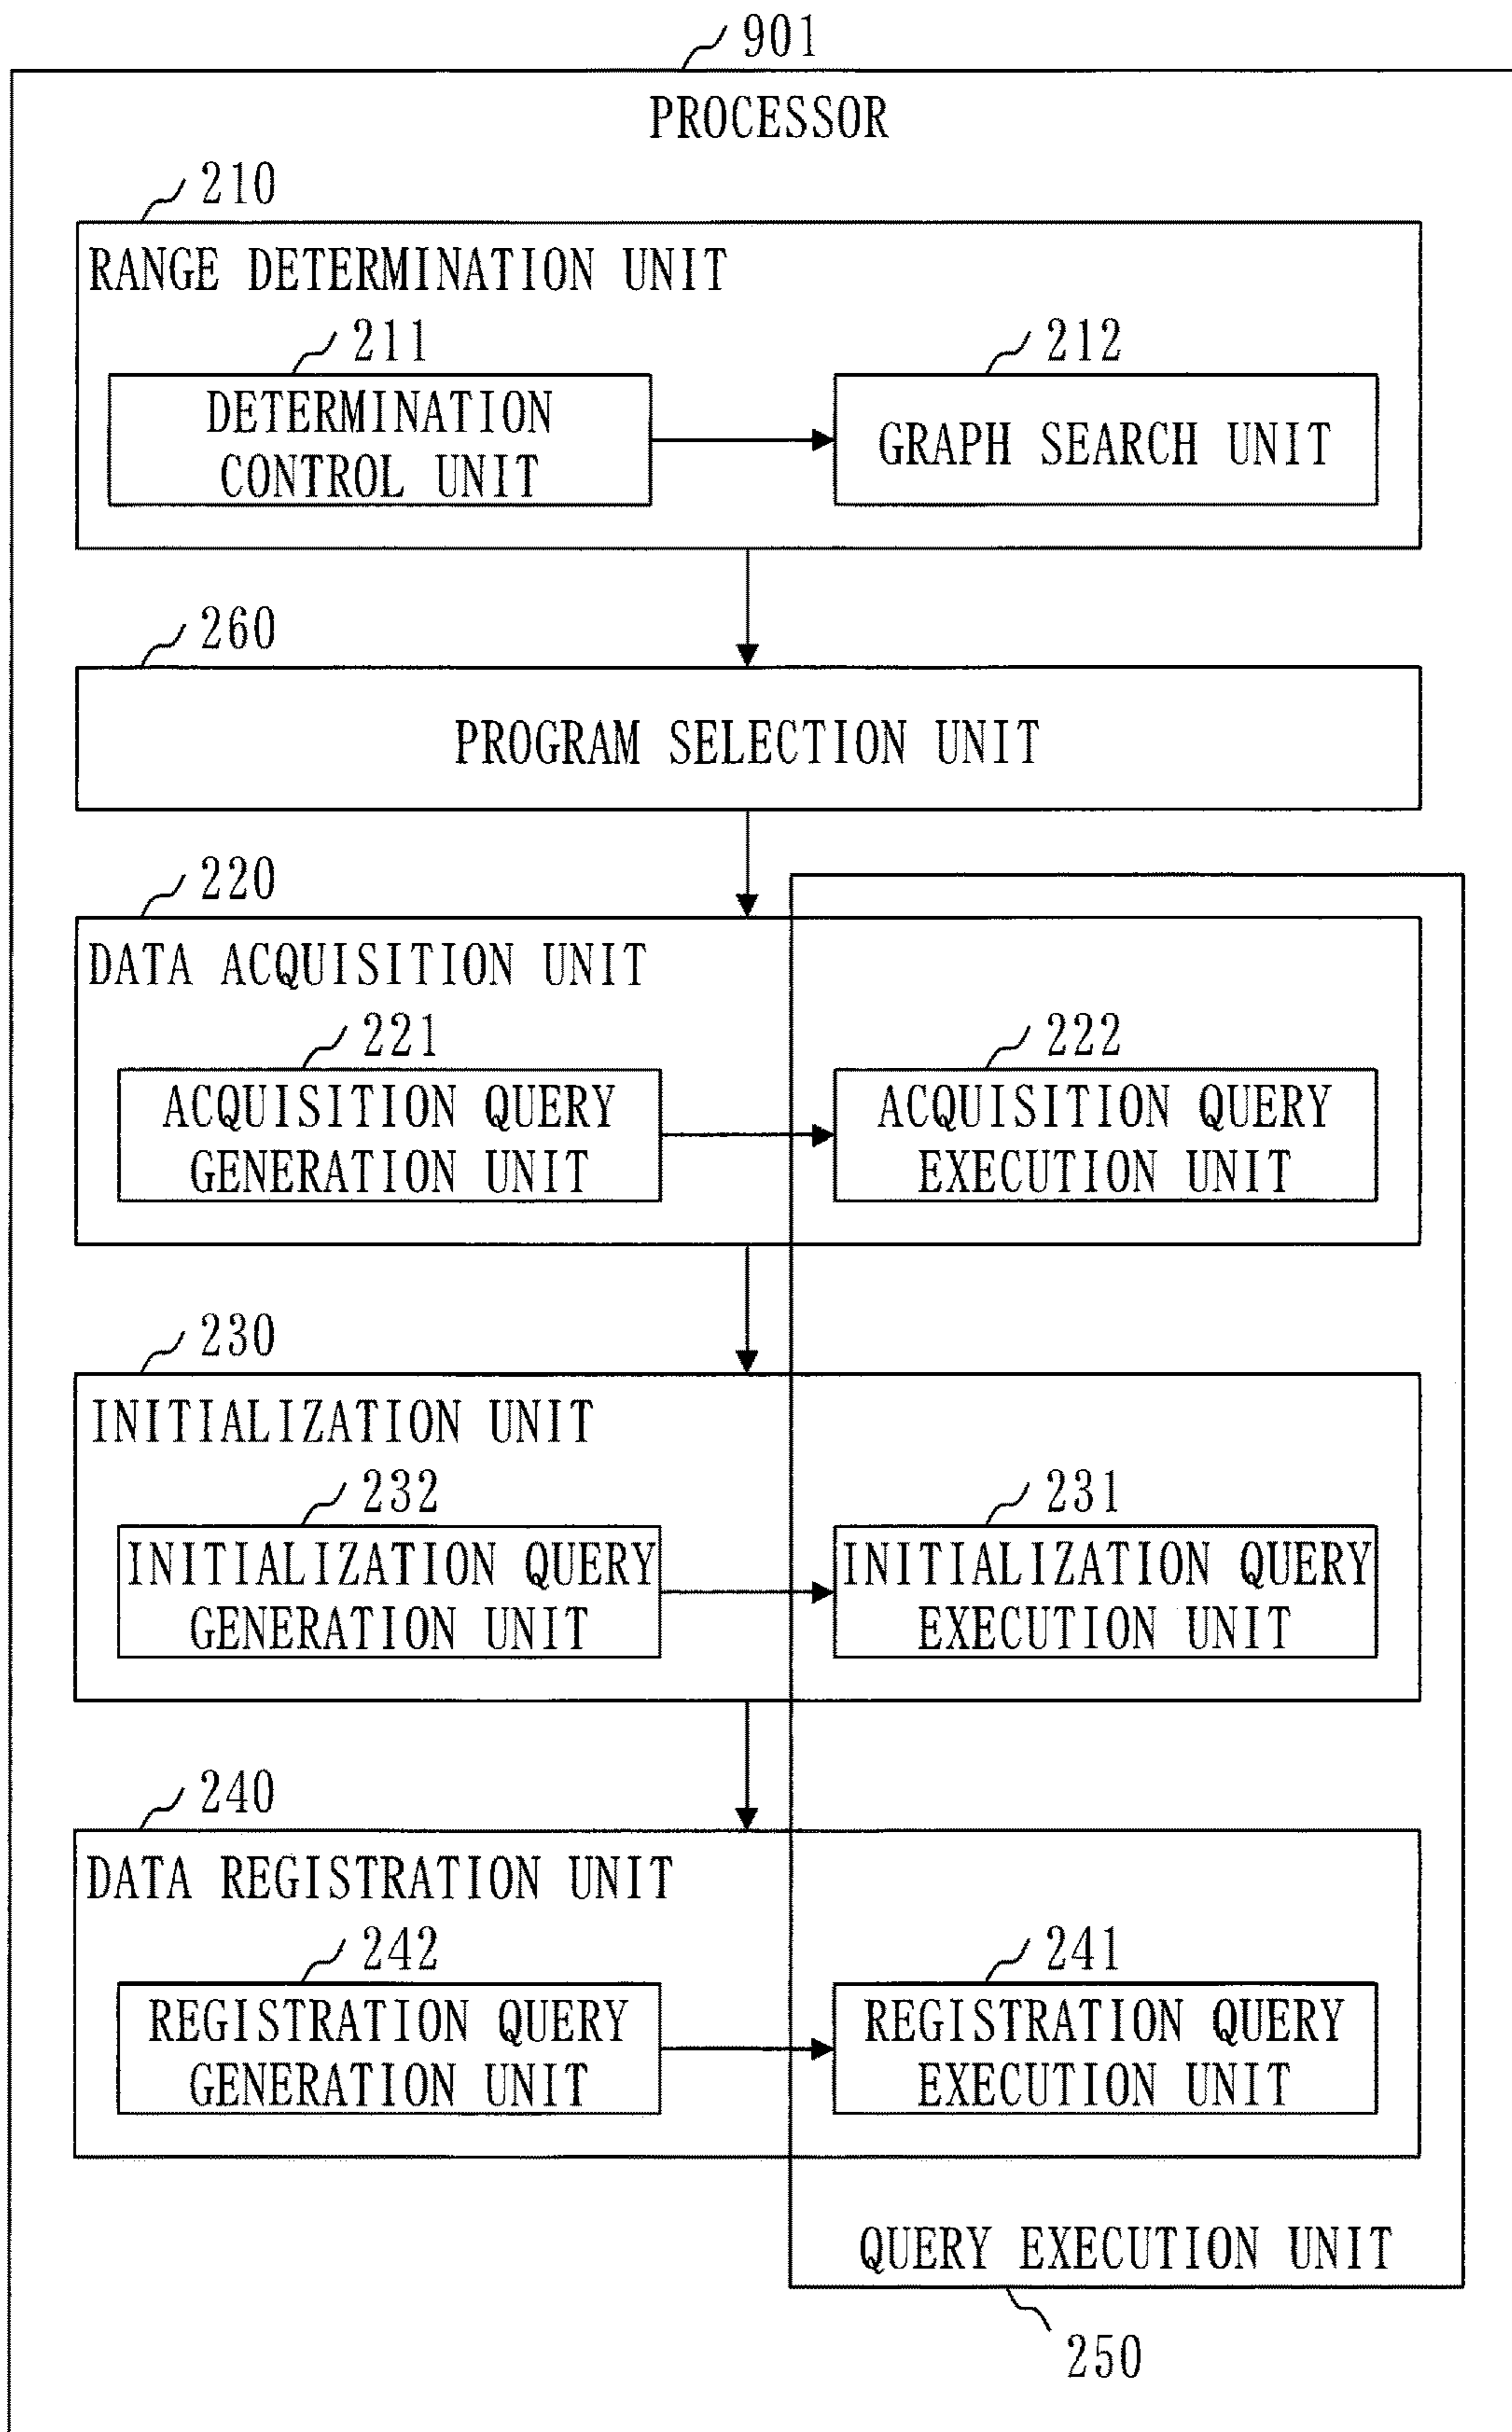 901
PROCESSOR
210
RANGE DETERMINATION UNIT
211
212
DETERMINATION
CONTROL UNIT
GRAPH SEARCH UNIT
260
PROGRAM SELECTION UNIT
220
DATA ACQUISITION UNIT
221
222
ACQUISITION QUERY
GENERATION UNIT
ACQUISITION QUERY
EXECUTION UNIT
230
INITIALIZATION UNIT
232
231
INITIALIZATION QUERY
GENERATION UNIT
INITIALIZATION QUERY
EXECUTION UNIT
240
DATA REGISTRATION UNIT
242
241
REGISTRATION QUERY
GENERATION UNIT
REGISTRATION QUERY
EXECUTION UNIT
QUERY EXECUTION UNIT
250